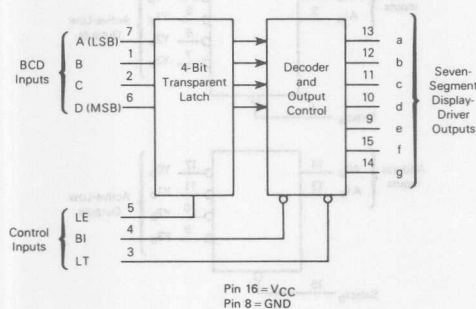 BCD
Inputs
A (LSB) 7
B 1
C 2
D (MSB) 6
4-Bit
Transparent
Latch
Decoder
and
Output
Control
13 a
12 b
11 c
10 d
9 e
15 f
14 g
Seven-
Segment
Display-
Driver
Outputs
Control
Inputs
LE 5
BI 4
LT 3
Pin 16 = VCC
Pin 8 = GND